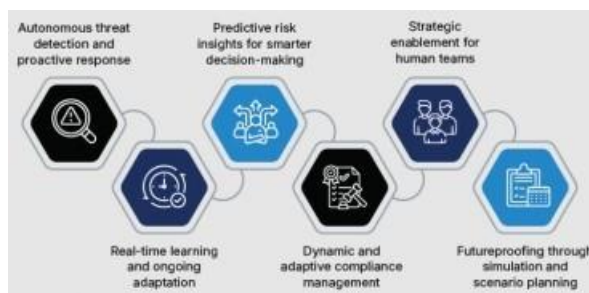 Autonomous threat
detection and
proactive response
Real-time learning
and ongoing
adaptation
Predictive risk
insights for smarter
decision-making
Dynamic and
adaptive compliance
management
Strategic
enablement for
human teams
Futureproofing through
simulation and
scenario planning